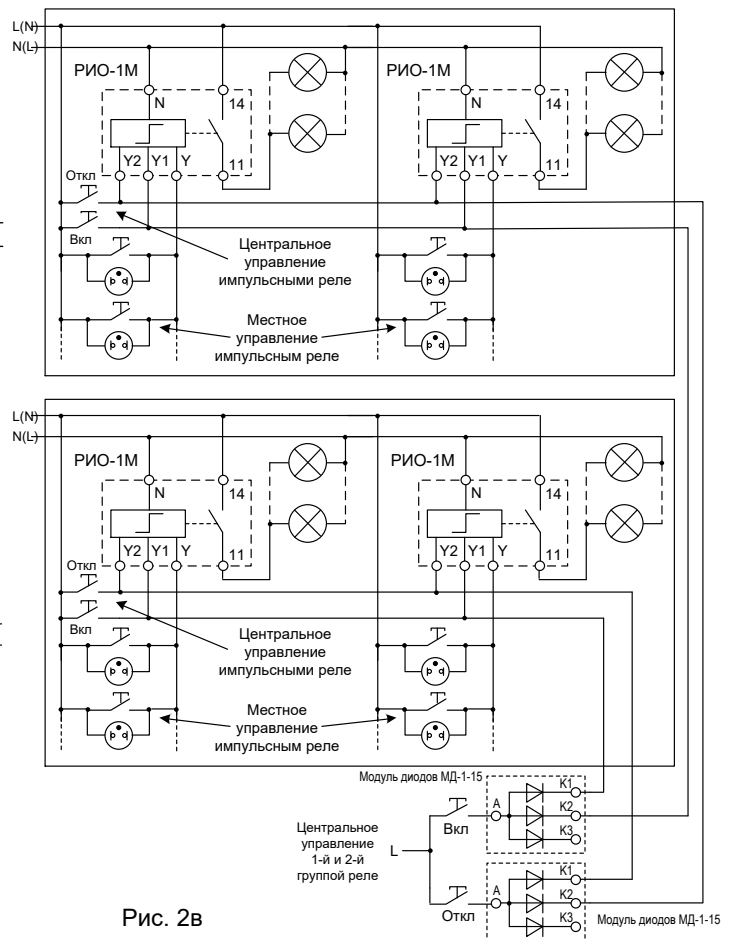 L(N)
N(L)
РИО-1М
РИО-1М
N
14
N
14
Y2 Y1 Y
11
Y2 Y1 Y
11
Откл
Вкл
Центральное
управление
импульсными реле
Местное
управление
импульсным реле
L(N)
N(L)
РИО-1М
РИО-1М
N
14
N
14
Y2 Y1 Y
11
Y2 Y1 Y
11
Откл
Вкл
Центральное
управление
импульсными реле
Местное
управление
импульсным реле
Модуль диодов МД-1-15
Центральное
управление
1-й и 2-й
группой реле
L
Вкл
A
K1
K2
K3
Откл
A
K1
K2
K3
Модуль диодов МД-1-15
Рис. 2в